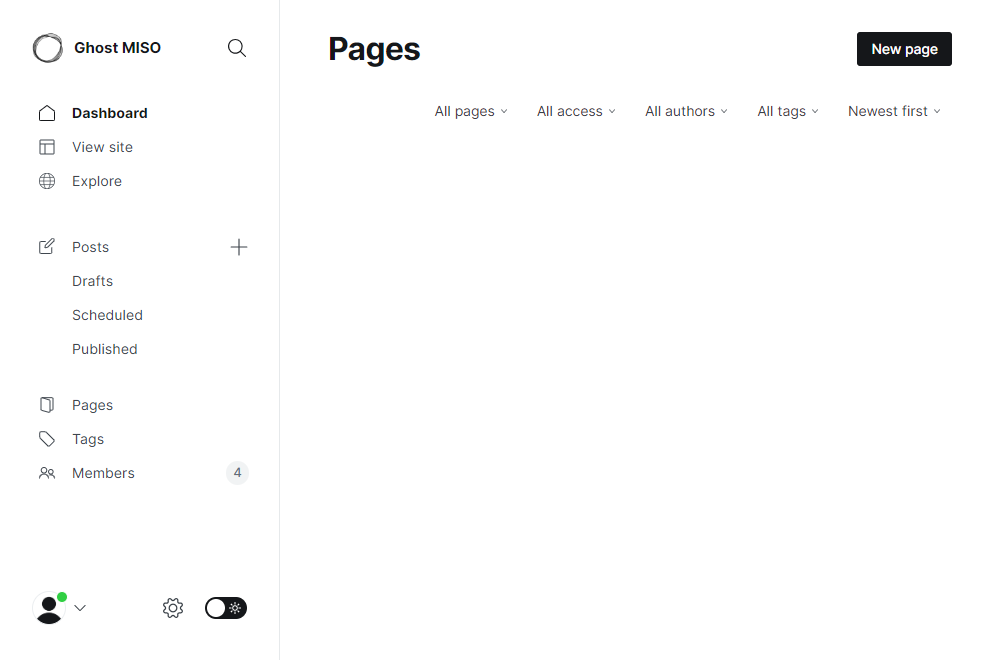 Ghost MISO
Dashboard
View site
Explore
Posts
Drafts
Scheduled
Published
Pages
Tags
Members 4
Pages
New page
All pages All access All authors All tags Newest first